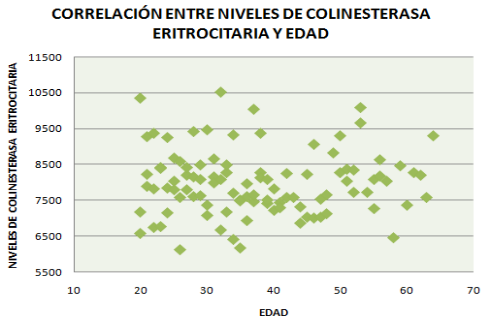 CORRELACIÓN ENTRE NIVELES DE COLINESTERASA
ERITROCITARIA Y EDAD
NIVELES DE COLINESTERASA ERITROCITARIA
11500
10500
9500
8500
7500
6500
5500
10 20 30 40 50 60 70
EDAD